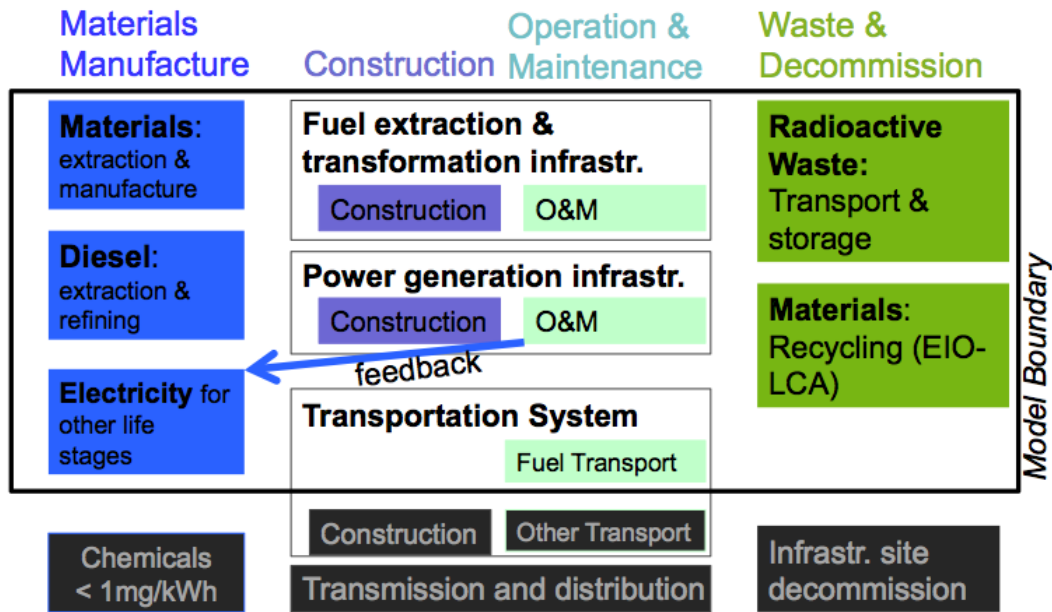 Materials
Manufacture
Construction
Operation &
Maintenance
Waste &
Decommission
Materials:
extraction &
manufacture
Diesel:
extraction &
refining
Electricity for
other life
stages
Fuel extraction &
transformation infrastr.
Construction
O&M
Power generation infrastr.
Construction
O&M
feedback
Transportation System
Fuel Transport
Construction
Other Transport
Radioactive
Waste:
Transport &
storage
Materials:
Recycling (EIO-
LCA)
Model Boundary
Chemicals
< 1mg/kWh
Transmission and distribution
Infrastr. site
decommission